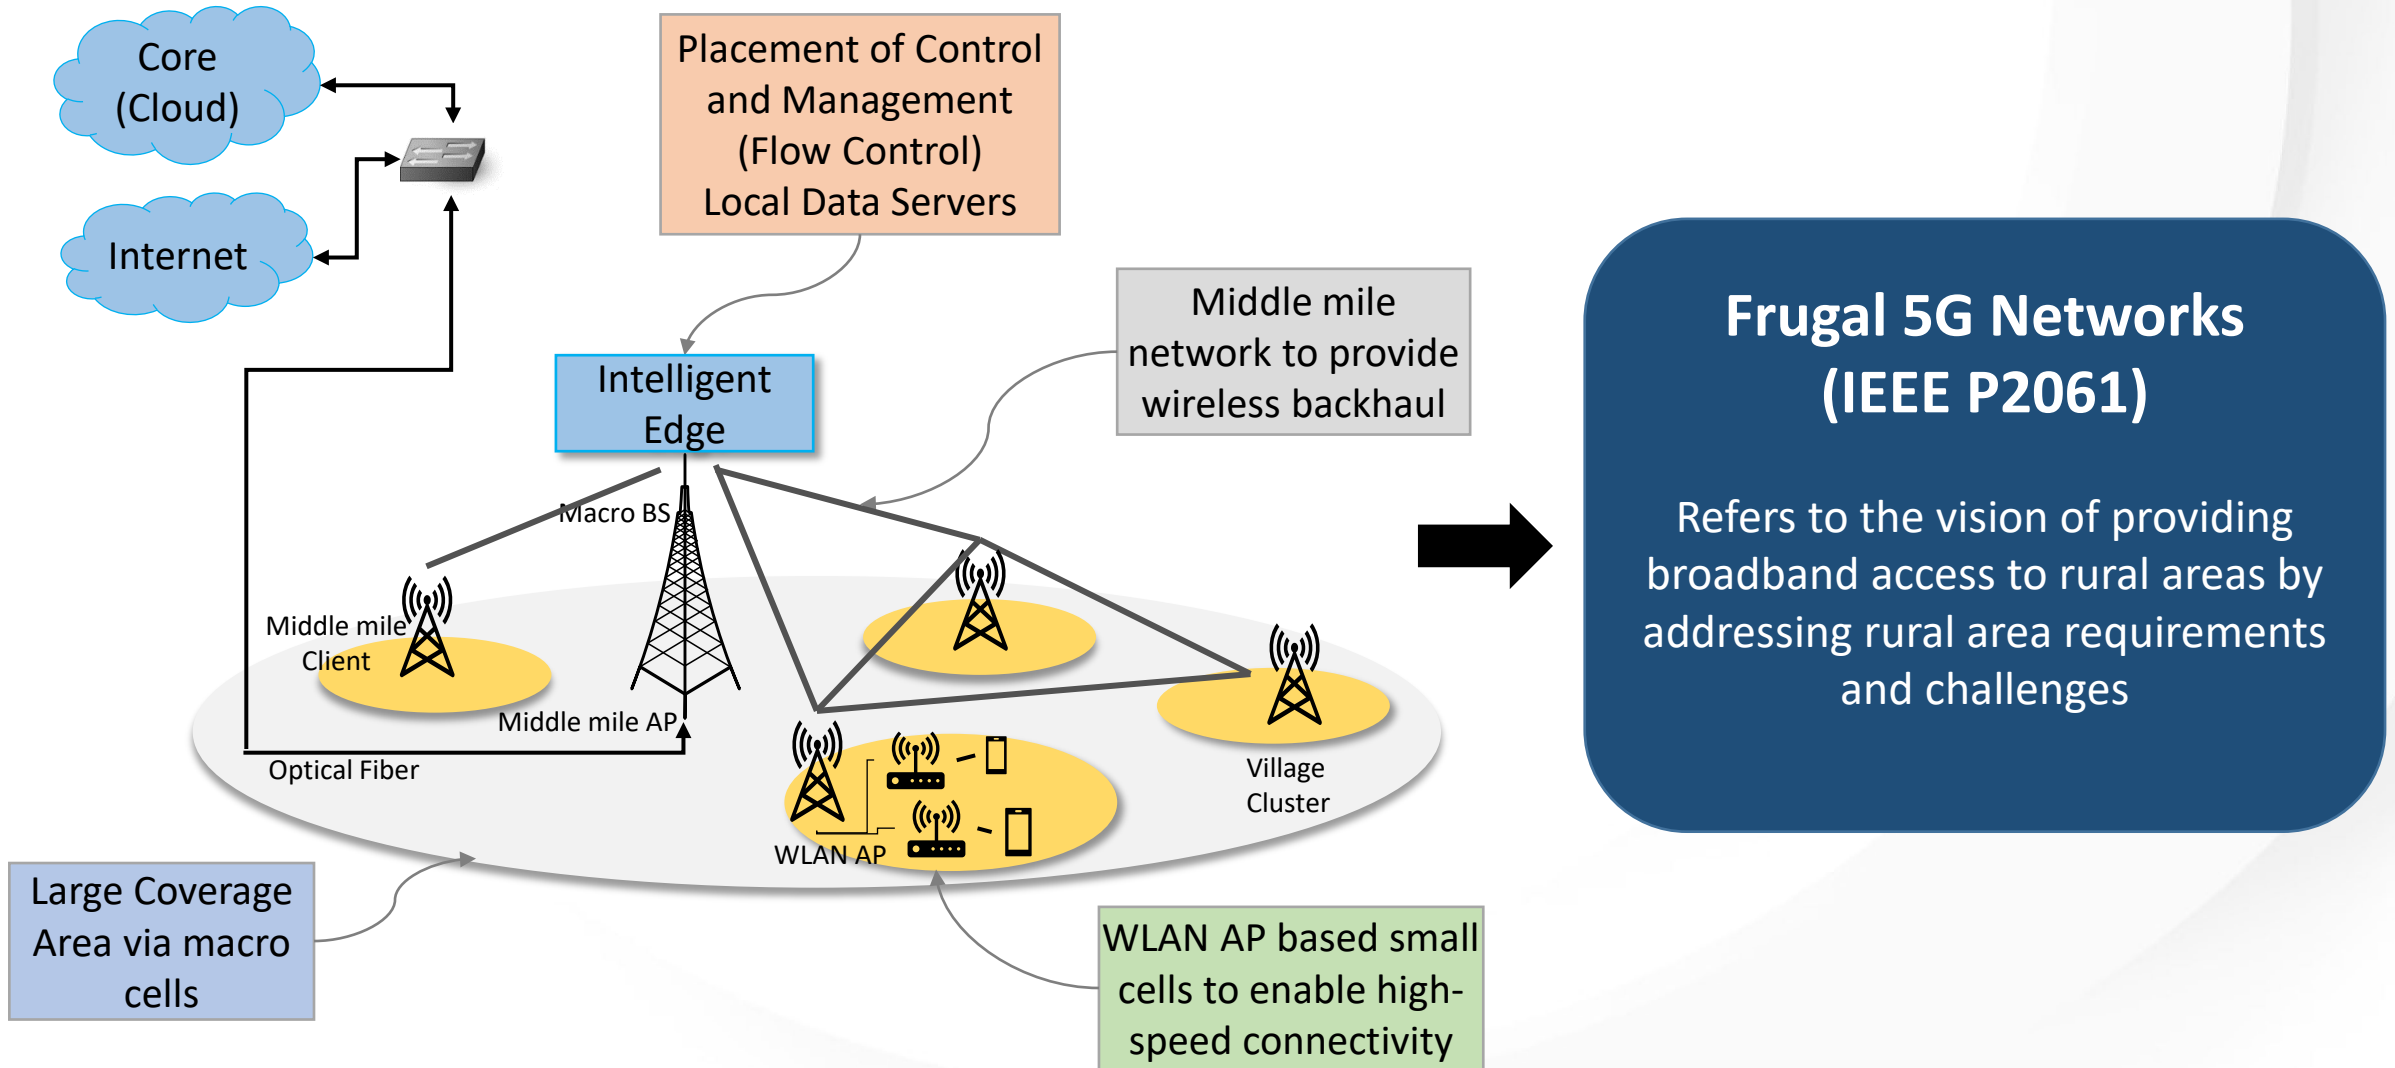 Core
(Cloud)
Internet
Placement of Control
and Management
(Flow Control)
Local Data Servers
Middle mile
network to provide
wireless backhaul
Intelligent
Edge
Macro BS
Middle mile
Client
Middle mile AP
Optical Fiber
WLAN AP
Village
Cluster
Large Coverage
Area via macro
cells
WLAN AP based small
cells to enable high-
speed connectivity
Frugal 5G Networks
(IEEE P2061)
Refers to the vision of providing
broadband access to rural areas by
addressing rural area requirements
and challenges